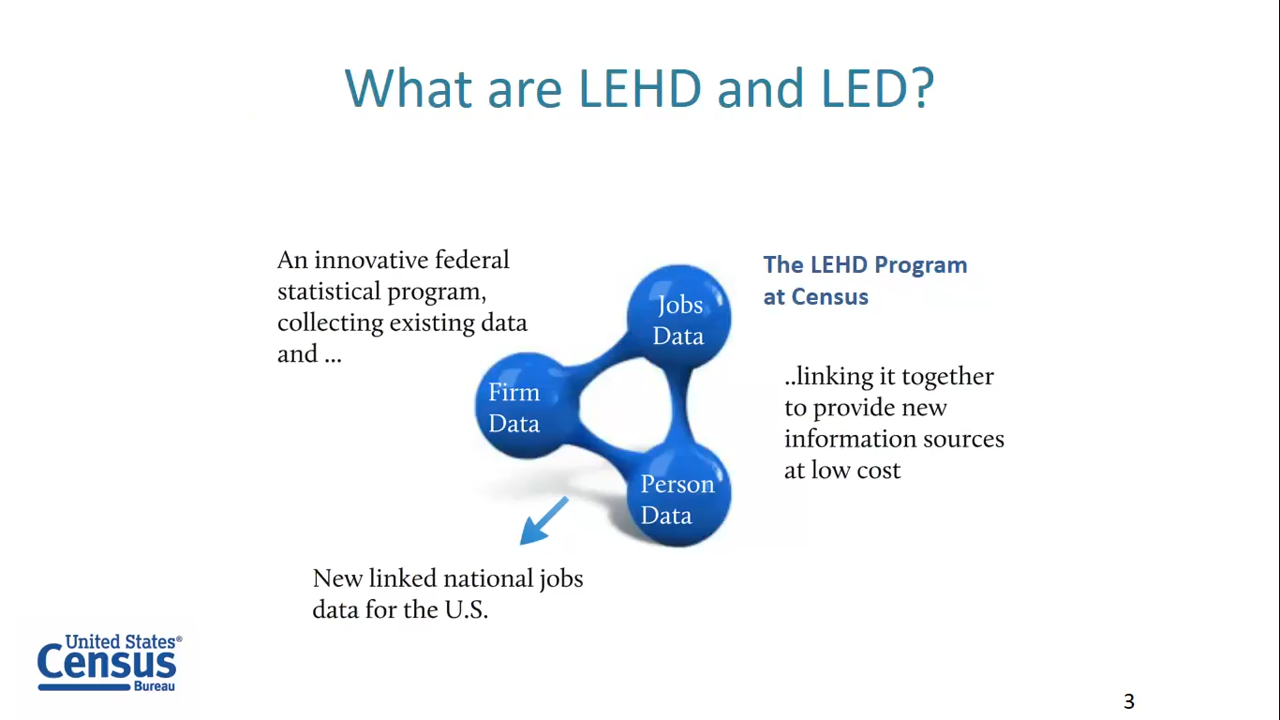 What are LEHD and LED?
An innovative federal
statistical program,
collecting existing data
and ...
Jobs
Data
The LEHD Program
at Census
Firm
Data
..linking it together
to provide new
information sources
at low cost
Person
Data
New linked national jobs
data for the U.S.
United States®
Census
Bureau
3